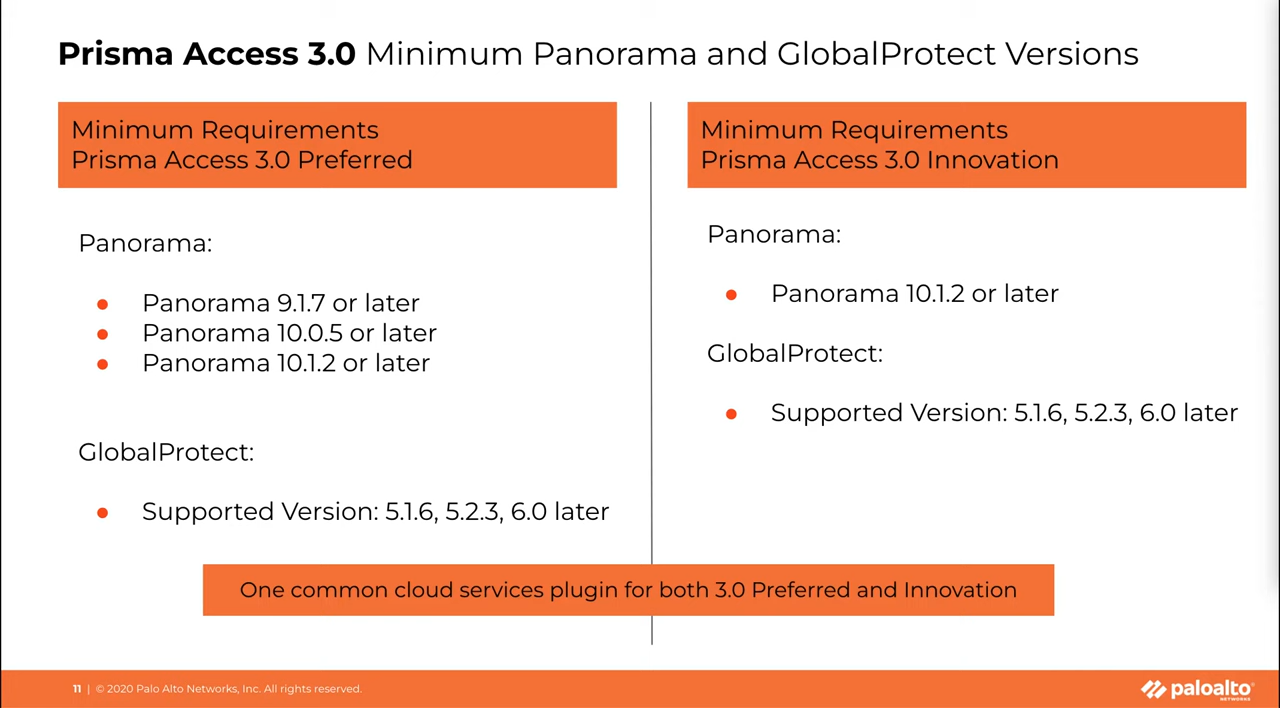 Prisma Access 3.0 Minimum Panorama and GlobalProtect Versions
Minimum Requirements
Prisma Access 3.0 Preferred
Panorama:
● Panorama 9.1.7 or later
● Panorama 10.0.5 or later
● Panorama 10.1.2 or later
GlobalProtect:
● Supported Version: 5.1.6, 5.2.3, 6.0 later
Minimum Requirements
Prisma Access 3.0 Innovation
Panorama:
● Panorama 10.1.2 or later
GlobalProtect:
● Supported Version: 5.1.6, 5.2.3, 6.0 later
One common cloud services plugin for both 3.0 Preferred and Innovation
11 | © 2020 Palo Alto Networks, Inc. All rights reserved.
paloalto
NETWORKS